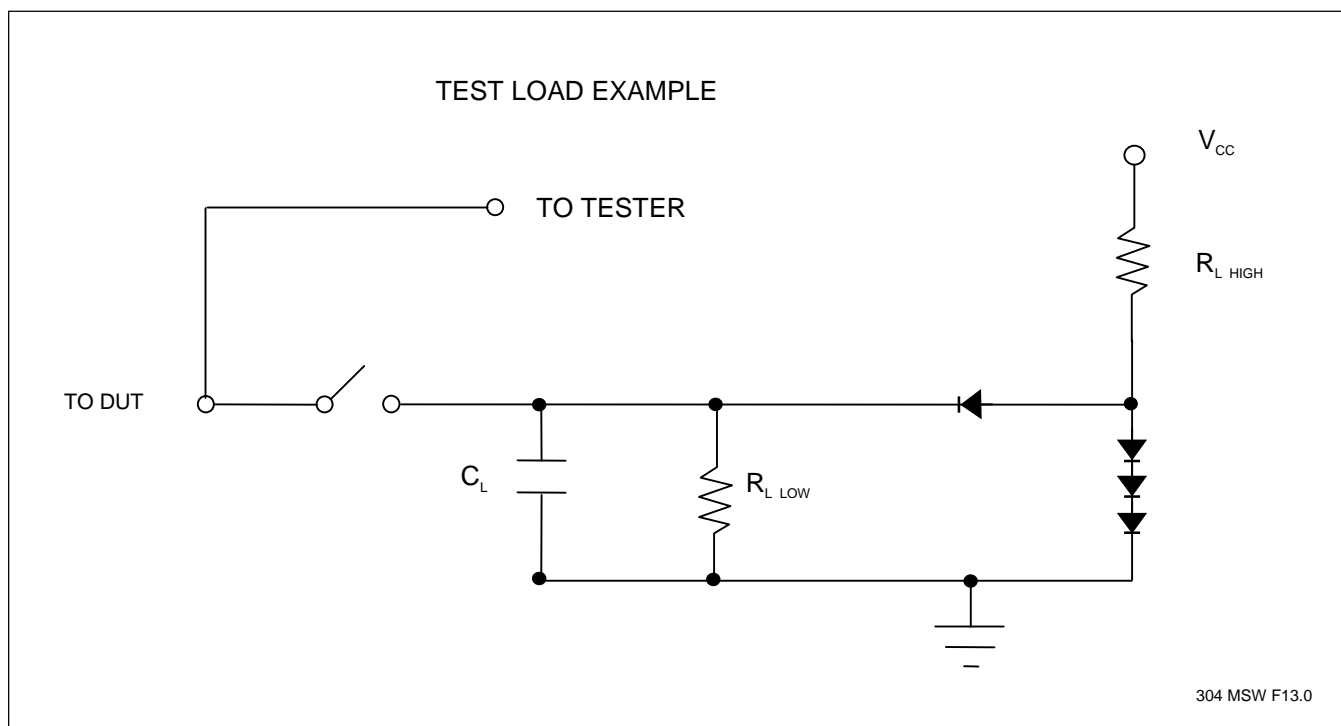 TEST LOAD EXAMPLE
V_CC
TO TESTER
R_L HIGH
TO DUT
C_L
R_L LOW
304 MSW F13.0